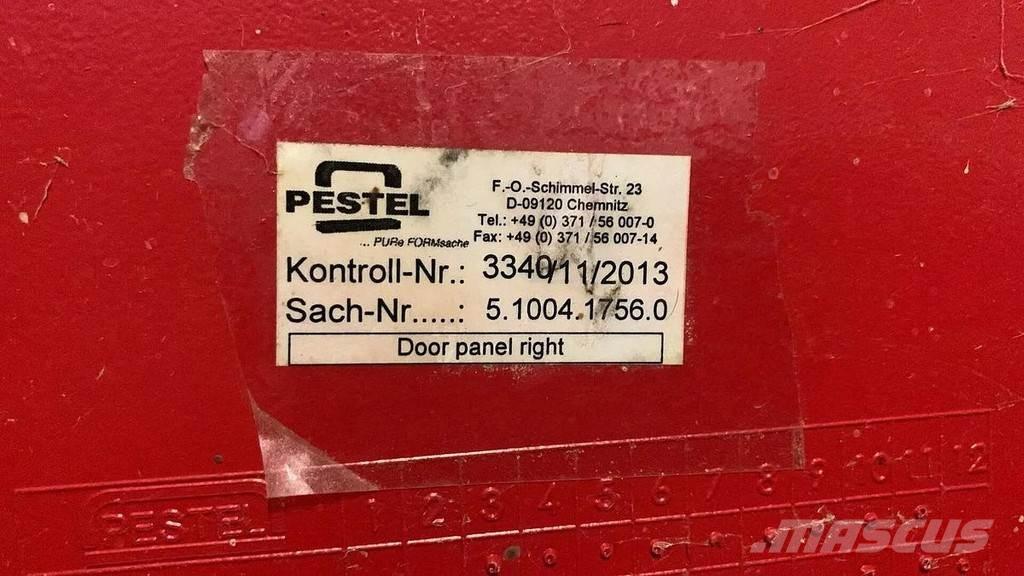 PESTEL
... PURe FORMsache
F.-O.-Schimmel-Str. 23
D-09120 Chemnitz
Tel.: +49 (0) 371 / 56 007-0
Fax: +49 (0) 371 / 56 007-14
Kontroll-Nr.: 3340/11/2013
Sach-Nr.....: 5.1004.1756.0
Door panel right
PESTEL 1 2 3 4 5 6 7 8 9 10 11 12
MASCUS